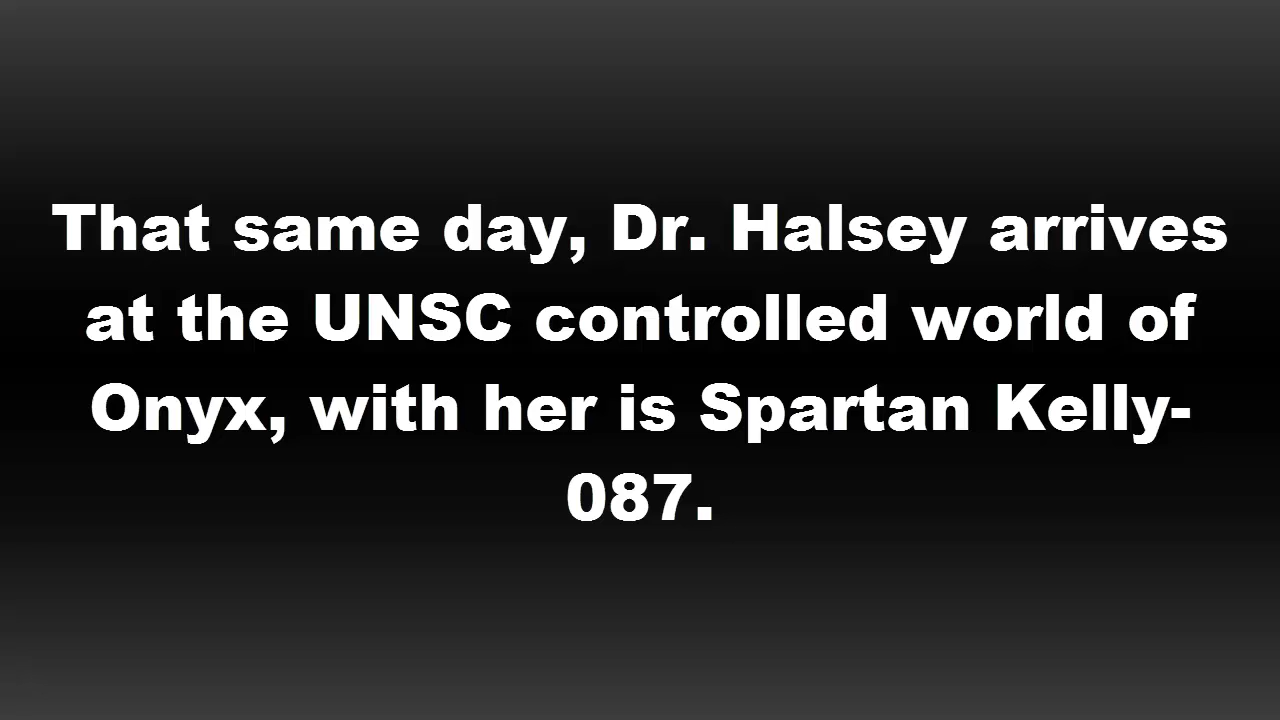 That same day, Dr. Halsey arrives
at the UNSC controlled world of
Onyx, with her is Spartan Kelly-
087.